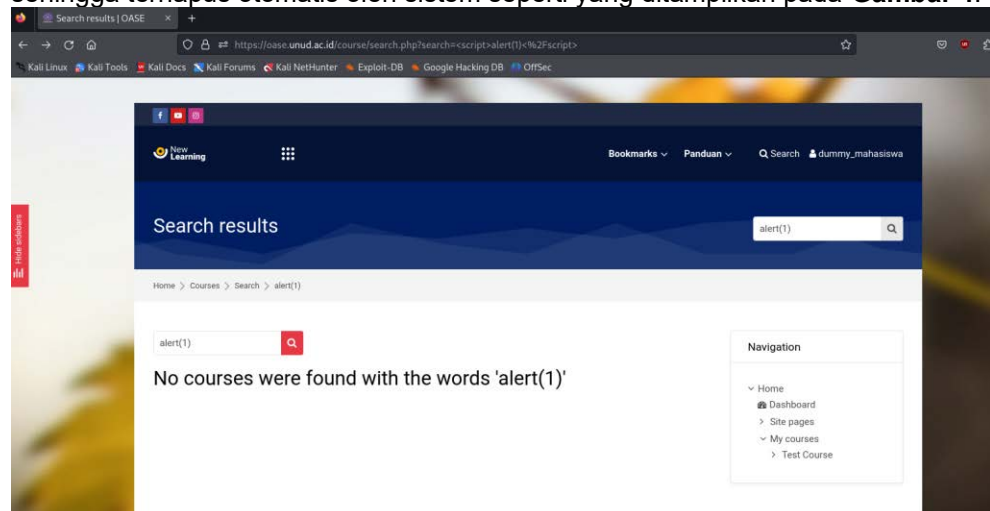 sehingga terhapus otomatis oleh sistem seperti yang ditampilkan pada Gambar 4.
Search results | OASE × +
https://oase.unud.ac.id/course/search.php?search=<script>alert(1)<%2Fscript>
Kali Linux Kali Tools Kali Docs Kali Forums Kali NetHunter Exploit-DB Google Hacking DB OffSec
New Learning Bookmarks Panduan Search dummy_mahasiswa
Hide sidebars
Search results
alert(1)
Home > Courses > Search > alert(1)
alert(1)
No courses were found with the words 'alert(1)'
Navigation
Home
Dashboard
> Site pages
My courses
> Test Course